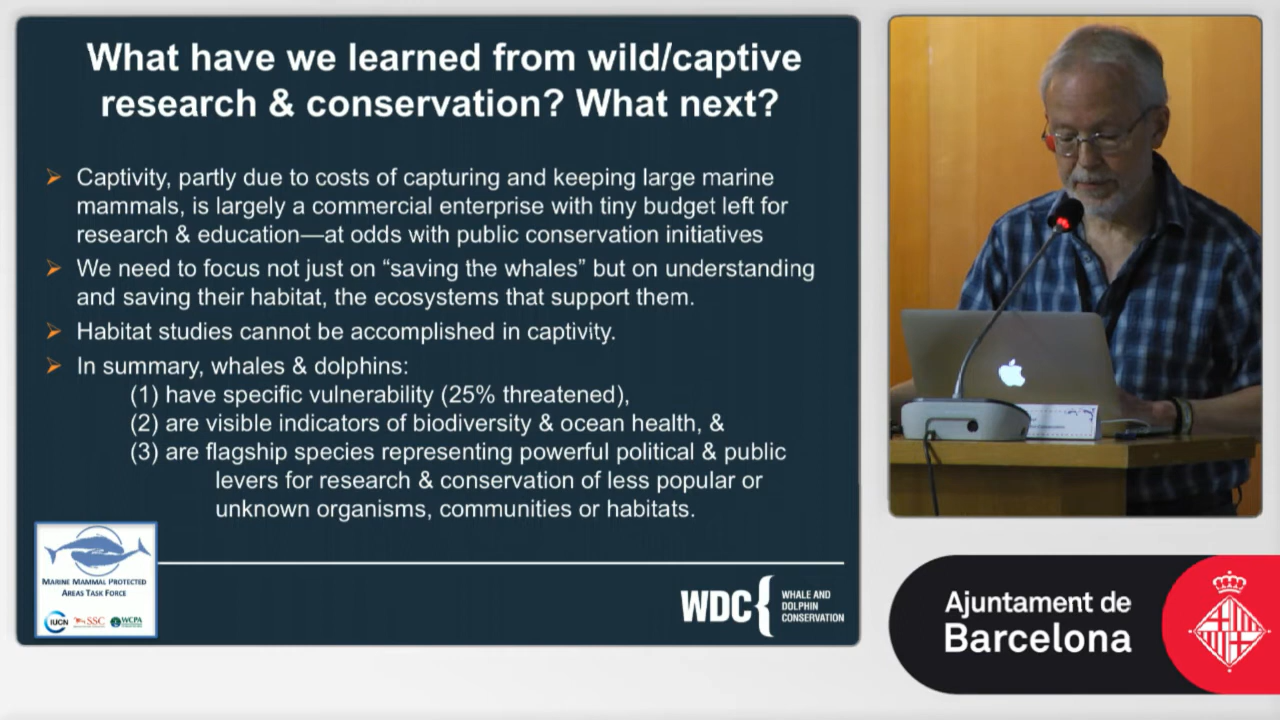 What have we learned from wild/captive
research & conservation? What next?
Captivity, partly due to costs of capturing and keeping large marine
mammals, is largely a commercial enterprise with tiny budget left for
research & education—at odds with public conservation initiatives
We need to focus not just on “saving the whales” but on understanding
and saving their habitat, the ecosystems that support them.
Habitat studies cannot be accomplished in captivity.
In summary, whales & dolphins:
(1) have specific vulnerability (25% threatened),
(2) are visible indicators of biodiversity & ocean health, &
(3) are flagship species representing powerful political & public
levers for research & conservation of less popular or
unknown organisms, communities or habitats.
MARINE MAMMAL PROTECTED
AREAS TASK FORCE
IUCN SSC WCPA
WDC
WHALE AND
DOLPHIN
CONSERVATION
Ajuntament de
Barcelona